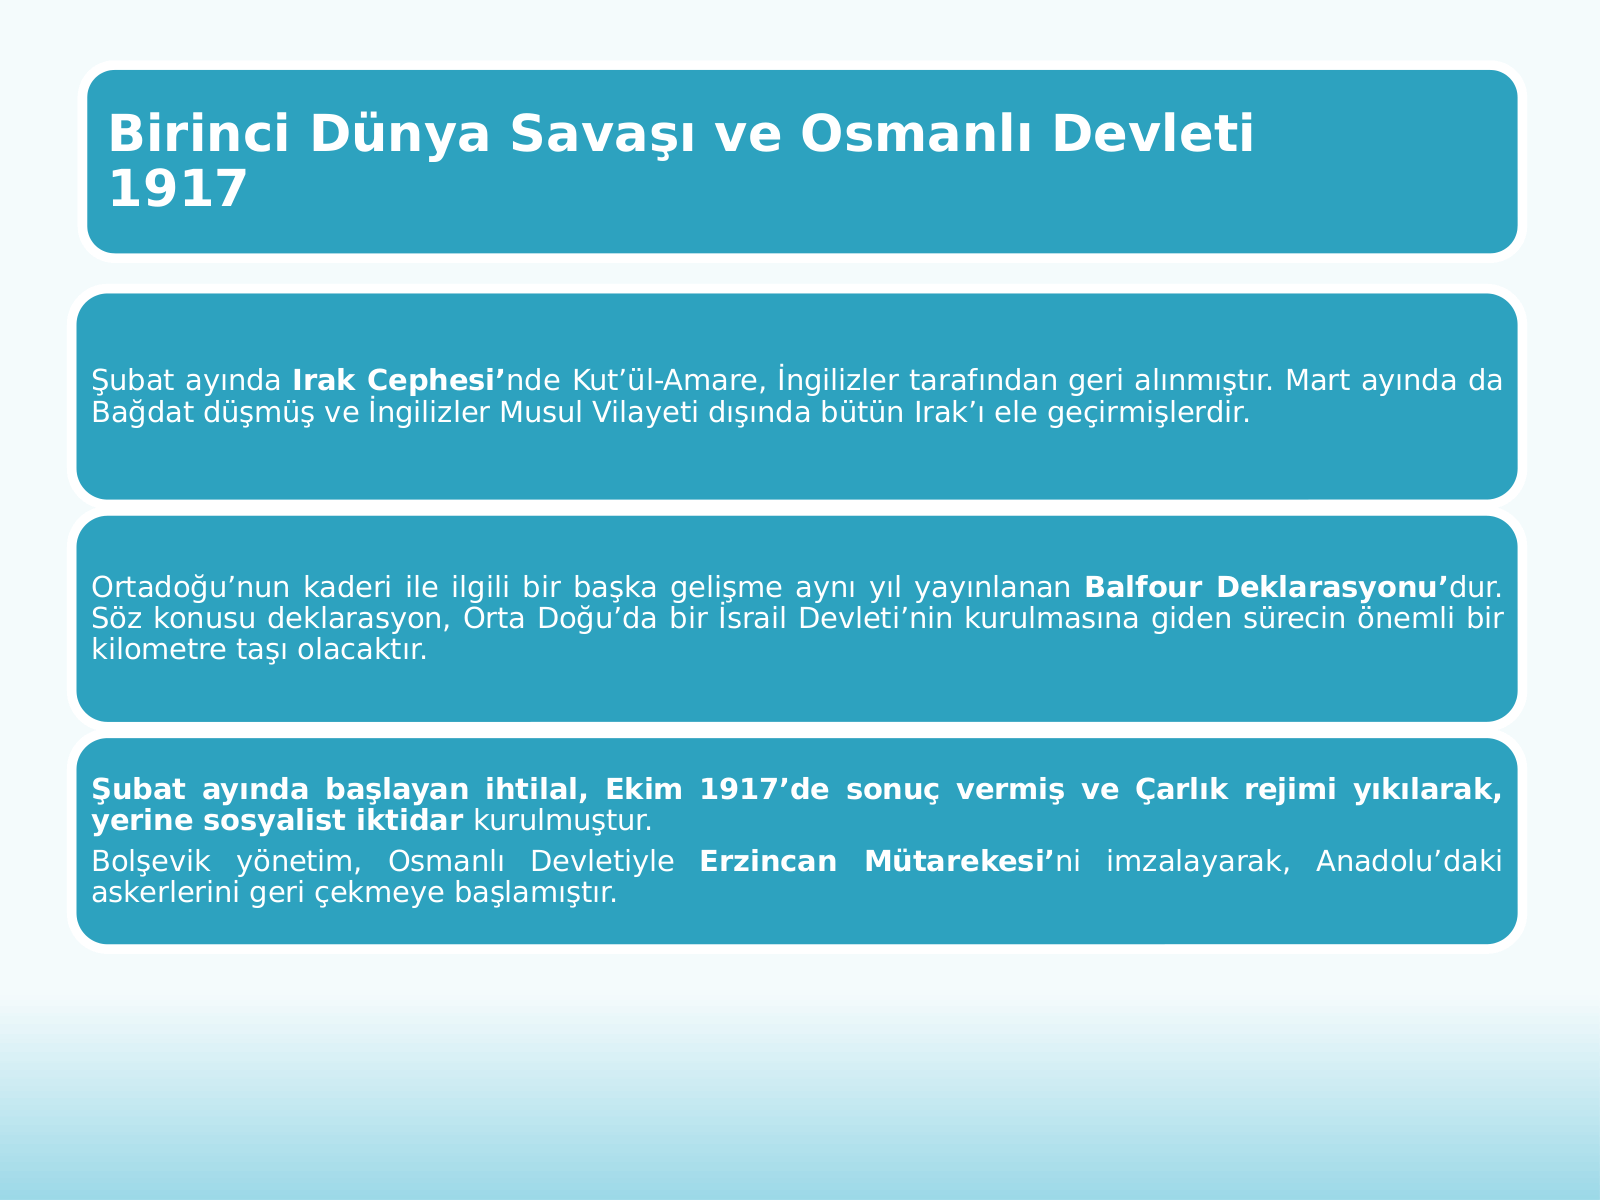 Birinci Dünya Savaşı ve Osmanlı Devleti
1917
Şubat ayında Irak Cephesi’nde Kut’ül-Amare, İngilizler tarafından geri alınmıştır. Mart ayında da
Bağdat düşmüş ve İngilizler Musul Vilayeti dışında bütün Irak’ı ele geçirmişlerdir.
Ortadoğu’nun kaderi ile ilgili bir başka gelişme aynı yıl yayınlanan Balfour Deklarasyonu’dur.
Söz konusu deklarasyon, Orta Doğu’da bir İsrail Devleti’nin kurulmasına giden sürecin önemli bir
kilometre taşı olacaktır.
Şubat ayında başlayan ihtilal, Ekim 1917’de sonuç vermiş ve Çarlık rejimi yıkılarak,
yerine sosyalist iktidar kurulmuştur.
Bolşevik yönetim, Osmanlı Devletiyle Erzincan Mütarekesi’ni imzalayarak, Anadolu’daki
askerlerini geri çekmeye başlamıştır.